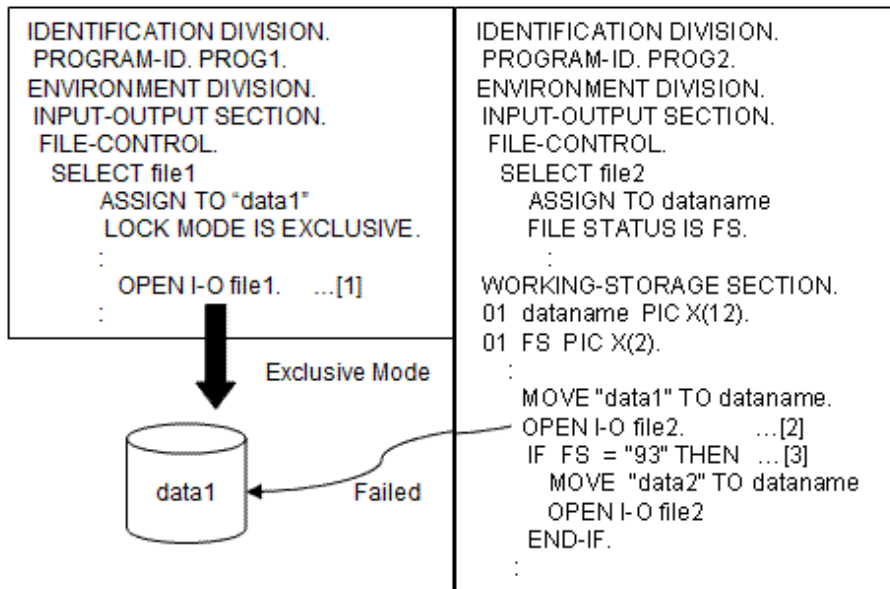 IDENTIFICATION DIVISION.
PROGRAM-ID. PROG1.
ENVIRONMENT DIVISION.
INPUT-OUTPUT SECTION.
FILE-CONTROL.
SELECT file1
ASSIGN TO “data1”
LOCK MODE IS EXCLUSIVE.
:
OPEN I-O file1. ...[1]
:
Exclusive Mode
data1
Failed
IDENTIFICATION DIVISION.
PROGRAM-ID. PROG2.
ENVIRONMENT DIVISION.
INPUT-OUTPUT SECTION.
FILE-CONTROL.
SELECT file2
ASSIGN TO dataname
FILE STATUS IS FS.
:
WORKING-STORAGE SECTION.
01 dataname PIC X(12).
01 FS PIC X(2).
:
MOVE "data1" TO dataname.
OPEN I-O file2. ...[2]
IF FS = "93" THEN ...[3]
MOVE "data2" TO dataname
OPEN I-O file2
END-IF.
: